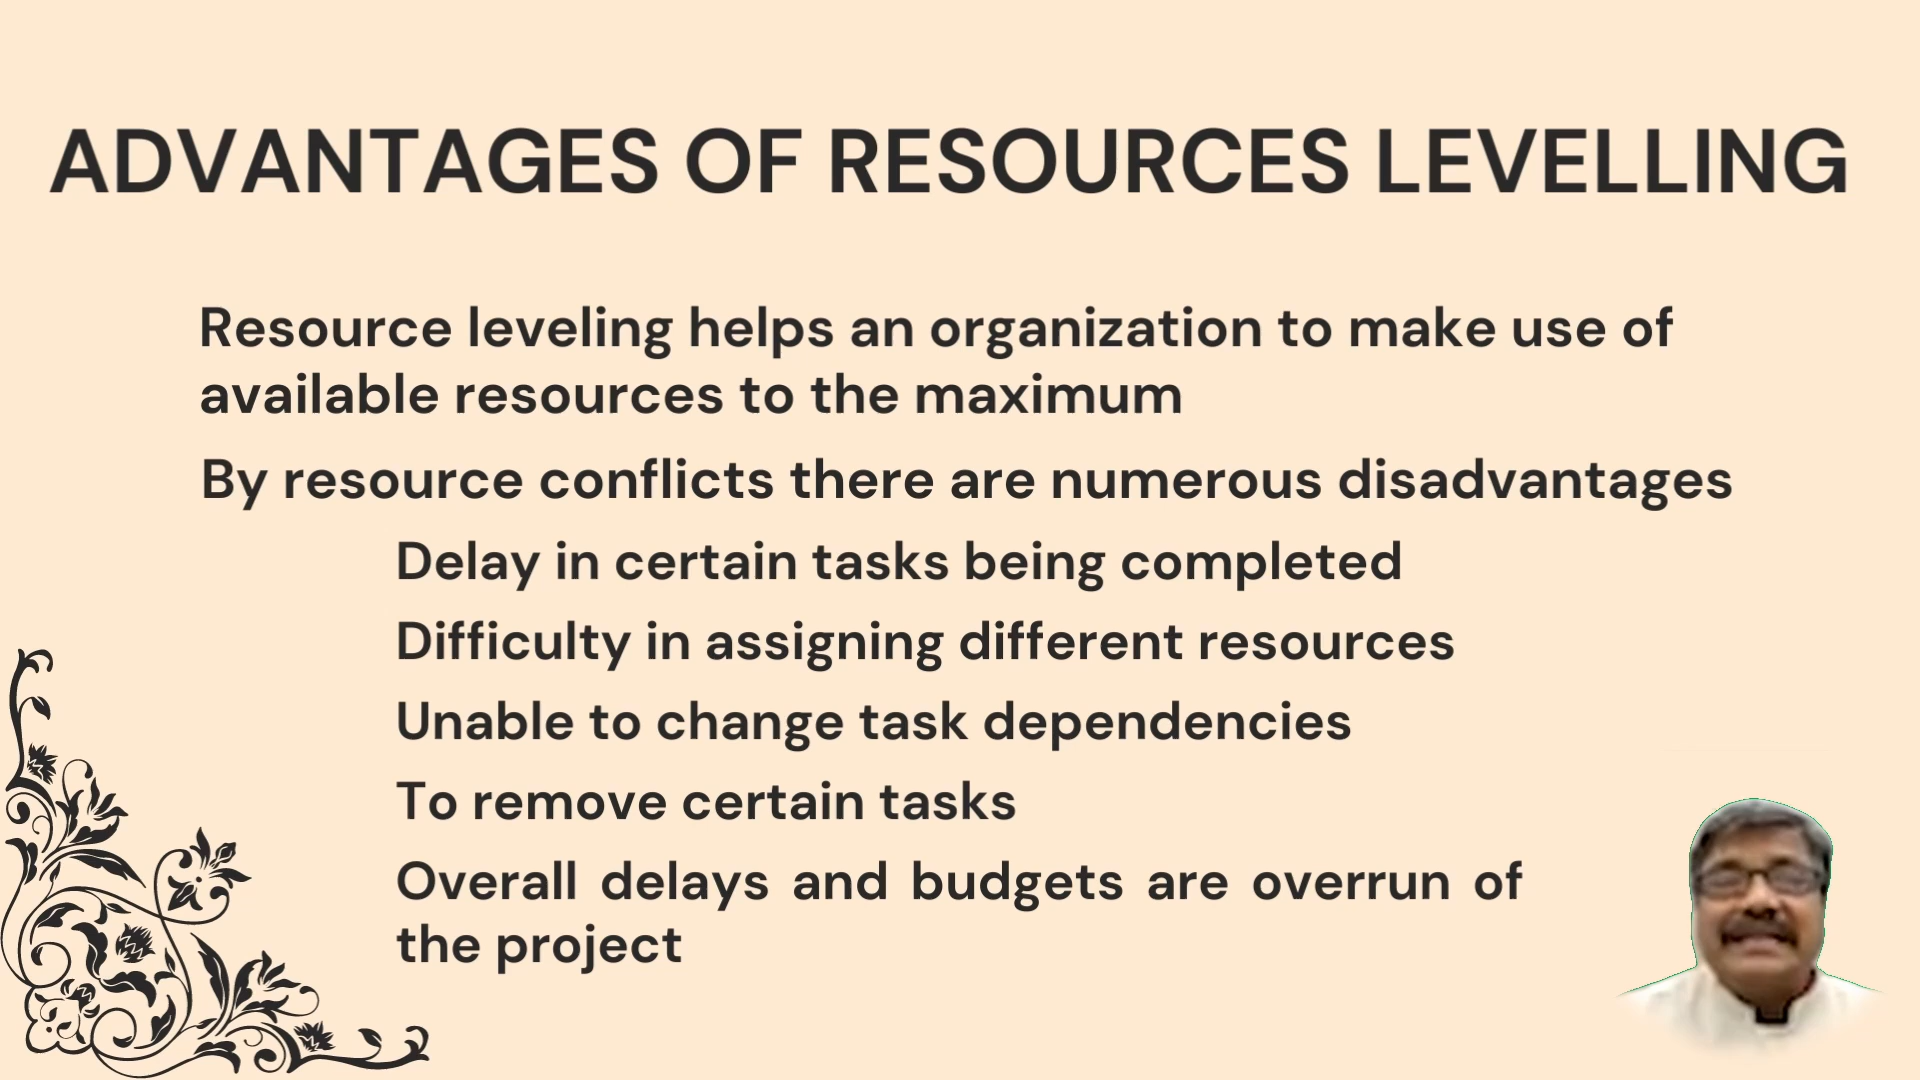 ADVANTAGES OF RESOURCES LEVELLING
Resource leveling helps an organization to make use of
available resources to the maximum
By resource conflicts there are numerous disadvantages
Delay in certain tasks being completed
Difficulty in assigning different resources
Unable to change task dependencies
To remove certain tasks
Overall delays and budgets are overrun of
the project